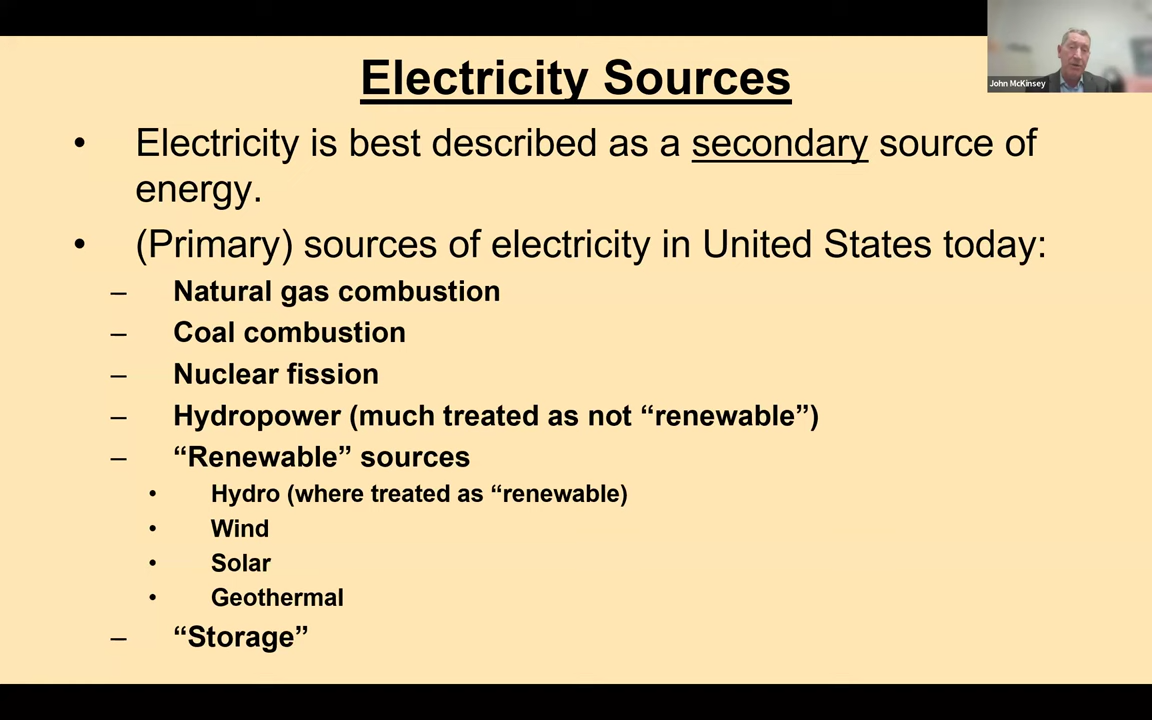 Electricity Sources
John McKinsey
• Electricity is best described as a secondary source of
energy.
• (Primary) sources of electricity in United States today:
– Natural gas combustion
– Coal combustion
– Nuclear fission
– Hydropower (much treated as not “renewable”)
– “Renewable” sources
• Hydro (where treated as “renewable)
• Wind
• Solar
• Geothermal
– “Storage”